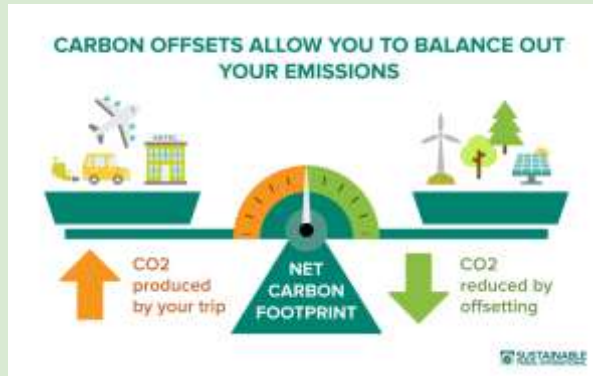 CARBON OFFSETS ALLOW YOU TO BALANCE OUT
YOUR EMISSIONS
HOTEL
CO2
produced
by your trip
NET
CARBON
FOOTPRINT
CO2
reduced by
offsetting
SUSTAINABLE